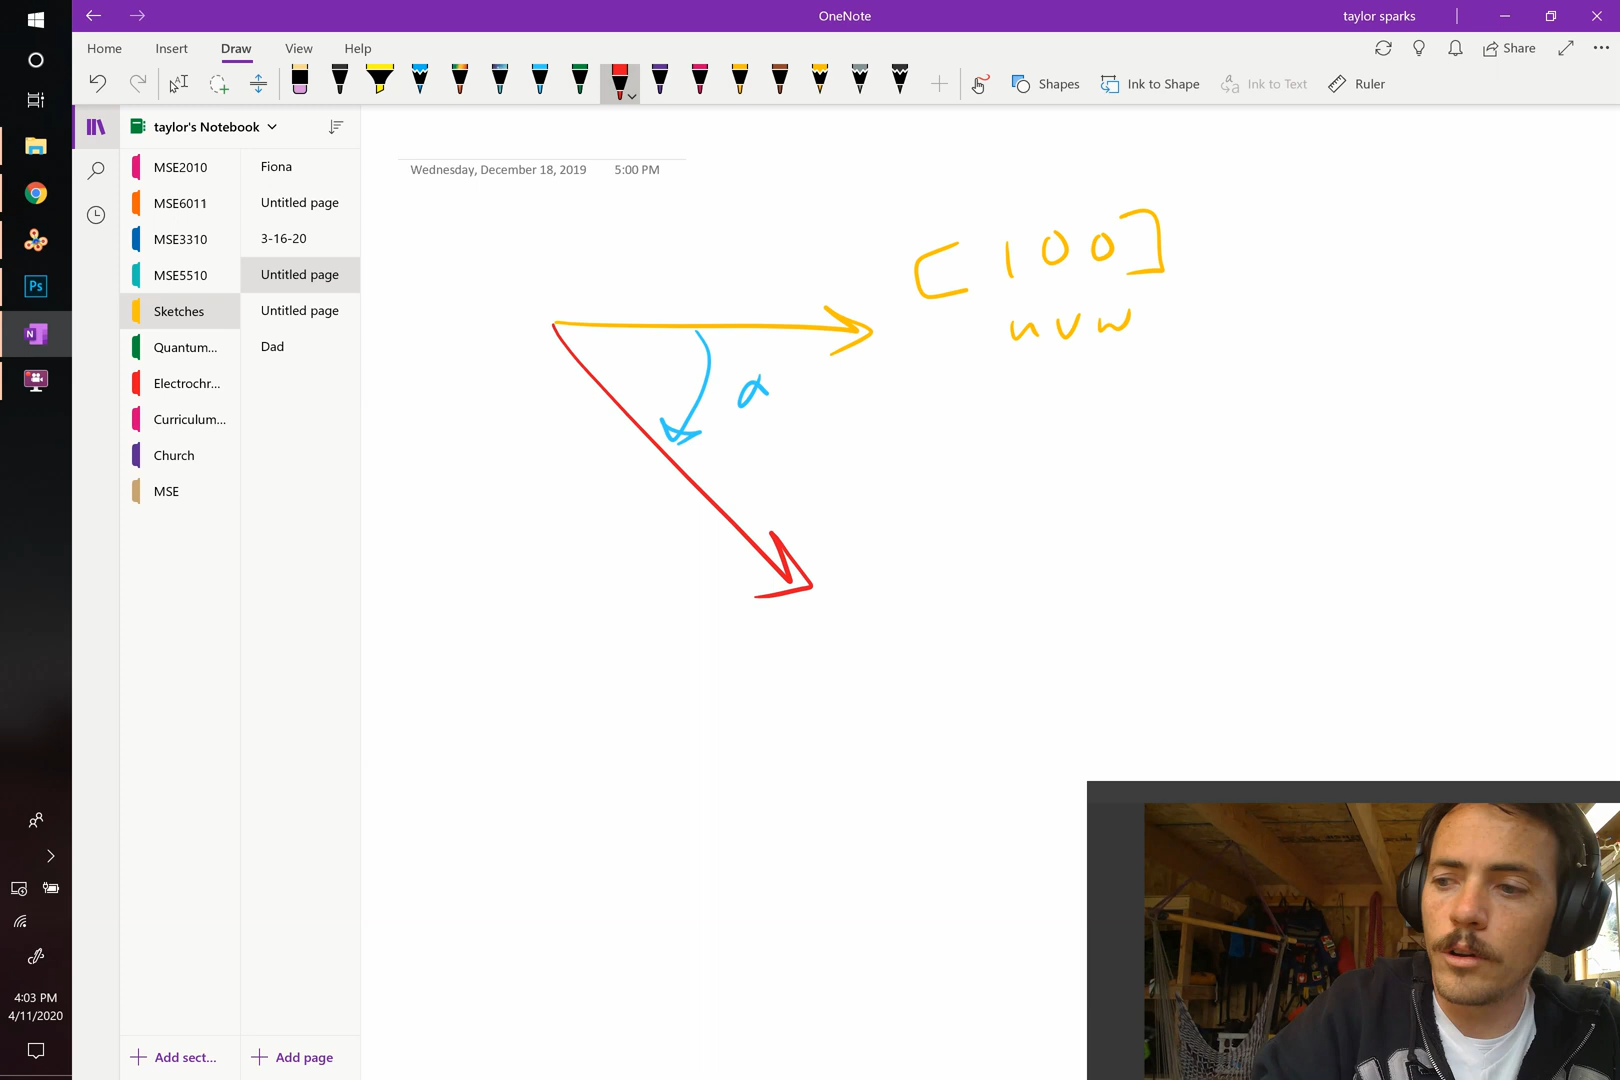 OneNote
taylor sparks
Home Insert Draw View Help
Share
Shapes Ink to Shape Ink to Text Ruler
taylor's Notebook
MSE2010
MSE6011
MSE3310
MSE5510
Sketches
Quantum...
Electrochr...
Curriculum...
Church
MSE
Fiona
Untitled page
3-16-20
Untitled page
Untitled page
Dad
Wednesday, December 18, 2019 5:00 PM
[100]
u v w
α
Ps
N
4:03 PM
4/11/2020
Add sect...
Add page